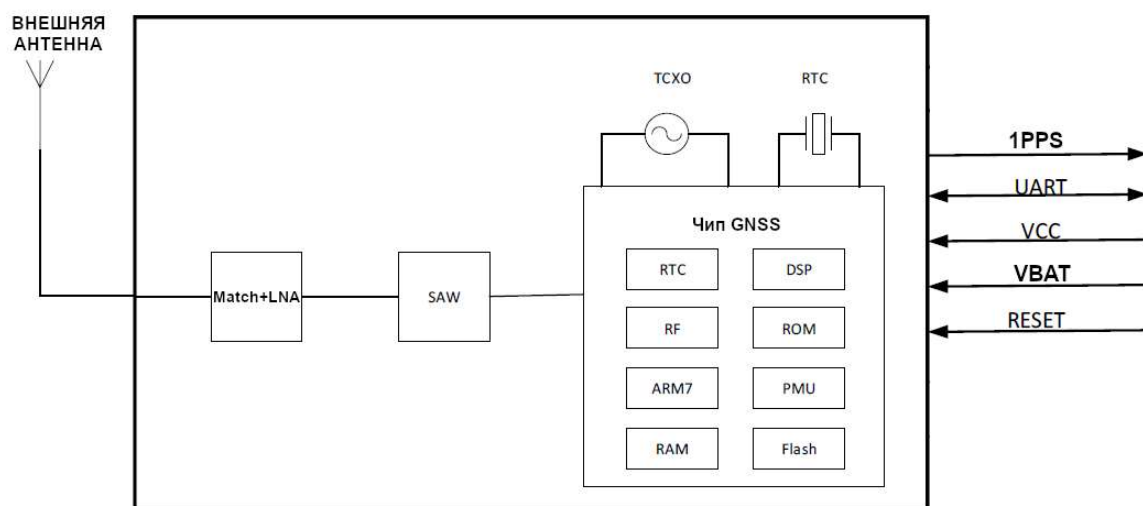 ВНЕШНЯЯ
АНТЕННА
TCXO
RTC
1PPS
UART
VCC
VBAT
RESET
Чип GNSS
Match+LNA
SAW
RTC
DSP
RF
ROM
ARM7
PMU
RAM
Flash